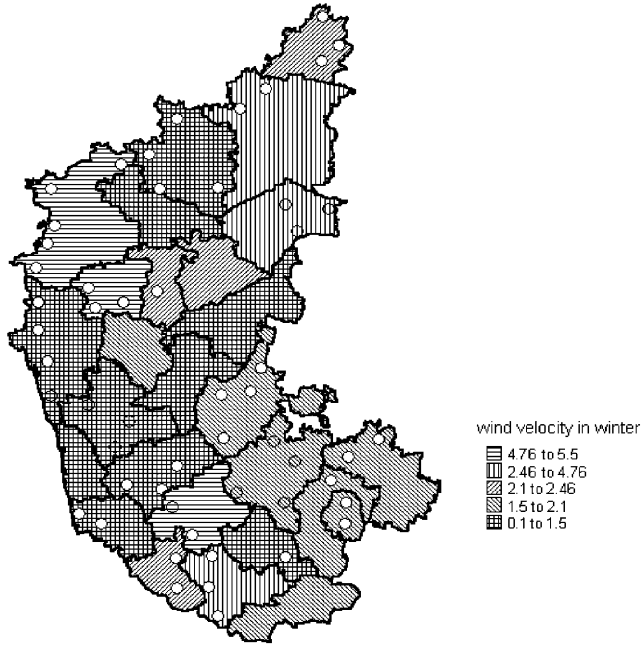 wind velocity in winter
4.76 to 5.5
2.46 to 4.76
2.1 to 2.46
1.5 to 2.1
0.1 to 1.5